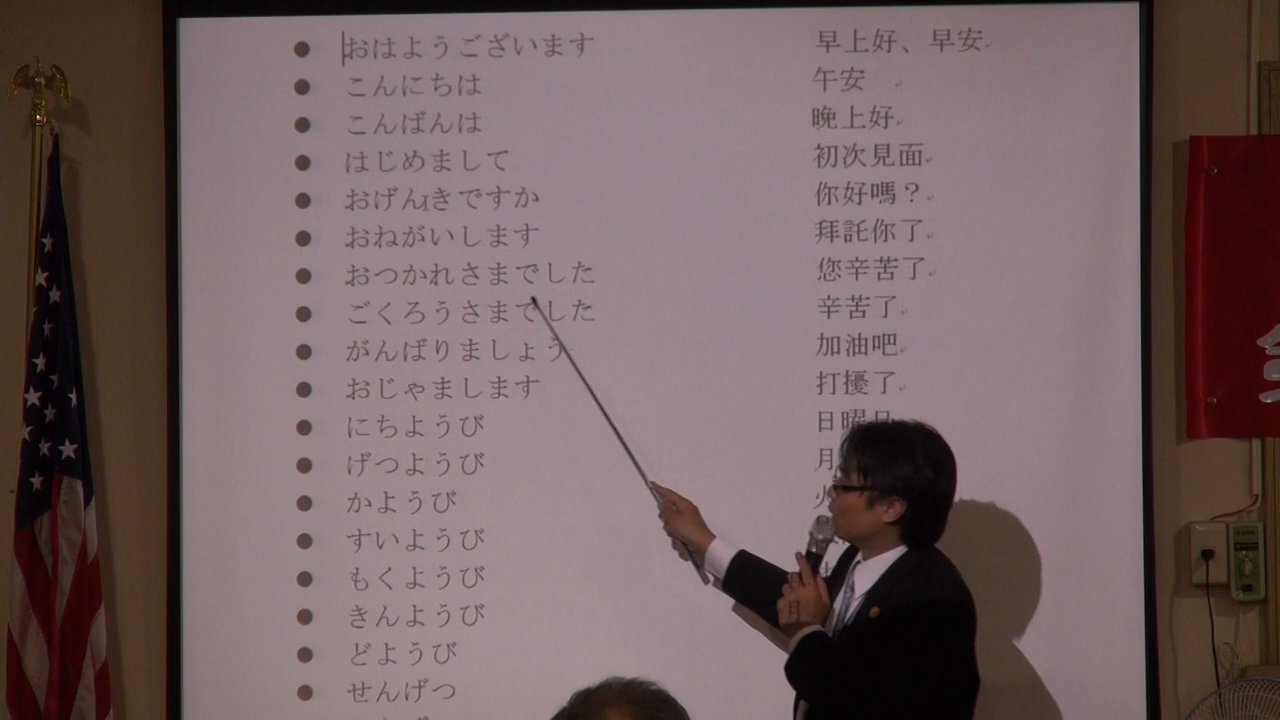 おはようございます 早上好、早安
こんにちは 午安
こんばんは 晚上好
はじめまして 初次見面
おげんきですか 你好嗎？
おねがいします 拜託你了
おつかれさまでした 您辛苦了
ごくろうさまでした 辛苦了
がんばりましょう 加油吧
おじゃまします 打擾了
にちようび 日曜日
げつようび 月
かようび 火
すいようび
もくようび
きんようび
どようび
せんげつ